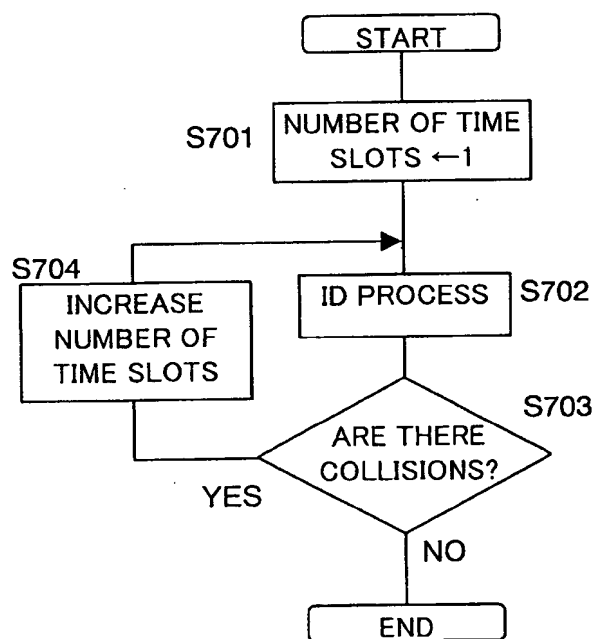 START
S701
NUMBER OF TIME
SLOTS ←1
S704
INCREASE
NUMBER OF
TIME SLOTS
ID PROCESS
S702
S703
ARE THERE
COLLISIONS?
YES
NO
END